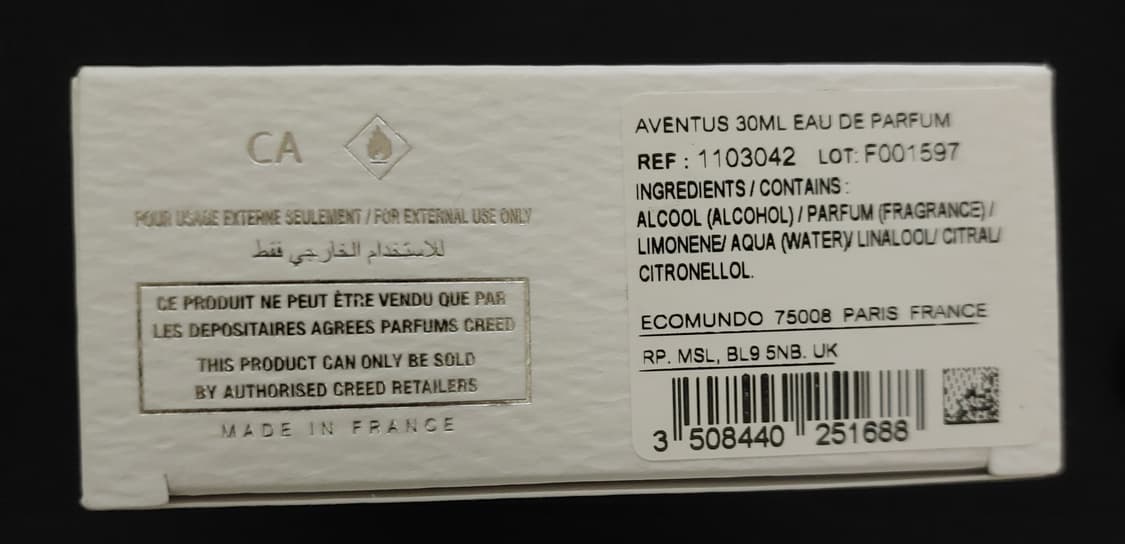 CA
POUR USAGE EXTERNE SEULEMENT / FOR EXTERNAL USE ONLY
للاستخدام الخارجي فقط
CE PRODUIT NE PEUT ÊTRE VENDU QUE PAR
LES DEPOSITAIRES AGREES PARFUMS CREED
THIS PRODUCT CAN ONLY BE SOLD
BY AUTHORISED CREED RETAILERS
MADE IN FRANCE
AVENTUS 30ML EAU DE PARFUM
REF : 1103042 LOT: F001597
INGREDIENTS / CONTAINS :
ALCOOL (ALCOHOL) / PARFUM (FRAGRANCE) /
LIMONENE/ AQUA (WATER)/ LINALOOL/ CITRAL/
CITRONELLOL.
ECOMUNDO 75008 PARIS FRANCE
RP. MSL, BL9 5NB. UK
3 508440 251688